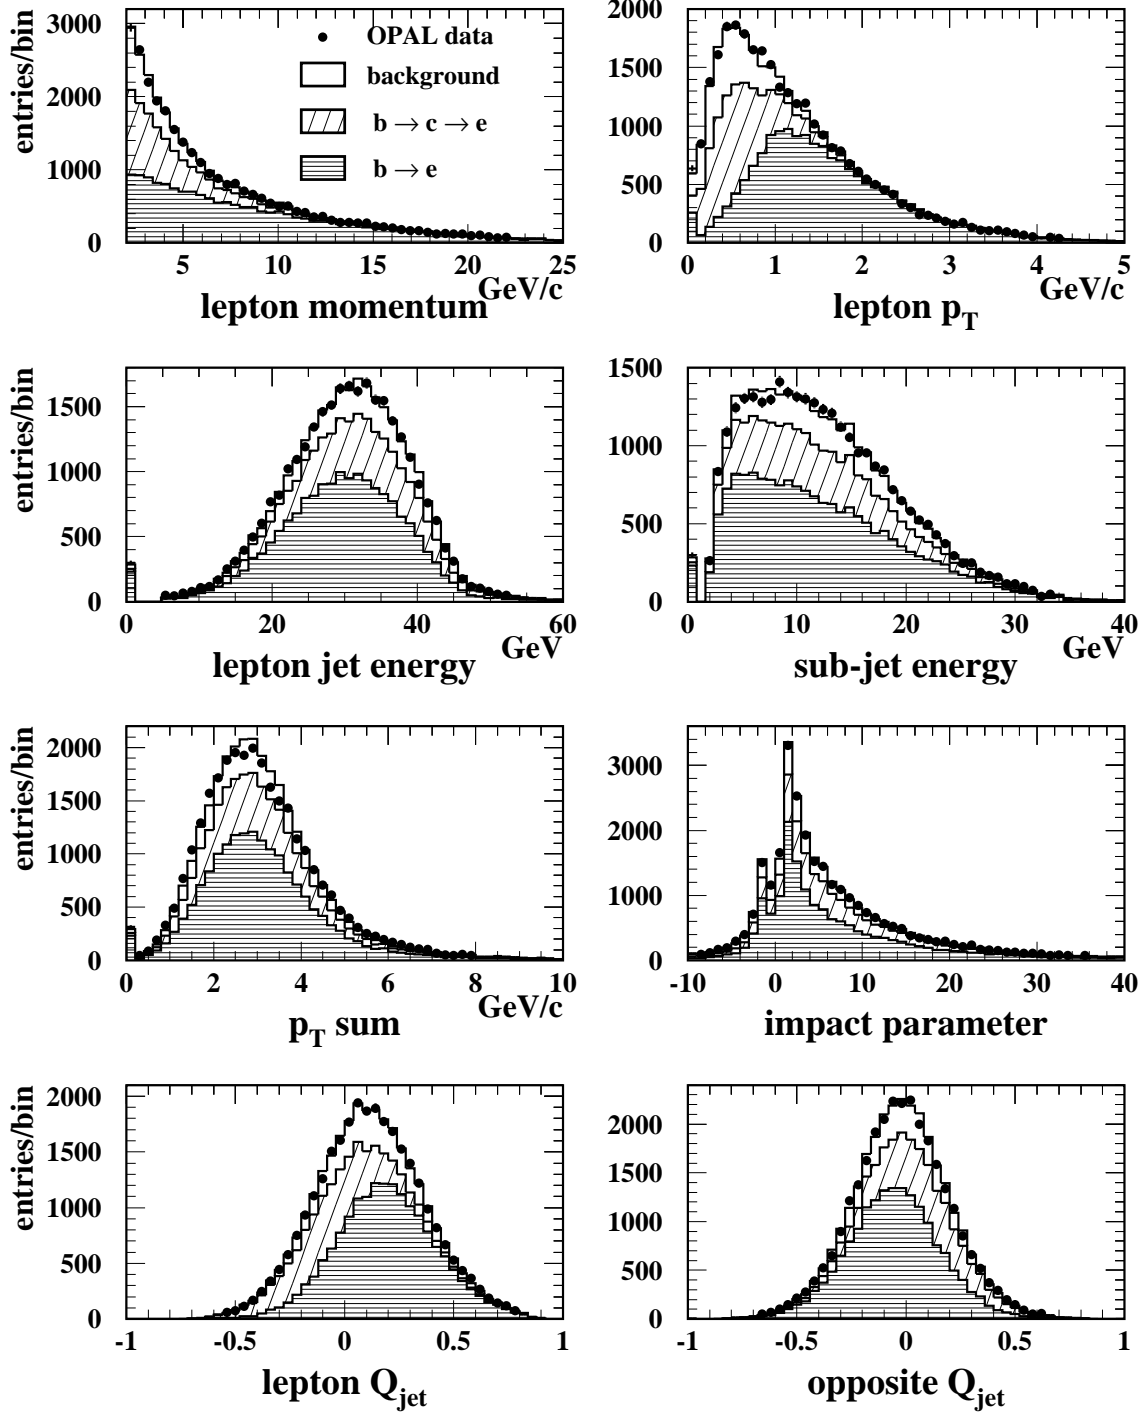 entries/bin
3000
2000
1000
0
OPAL data
background
b → c → e
b → e
5 10 15 20 25
GeV/c
lepton momentum
2000
1500
1000
500
0
0 1 2 3 4 5
GeV/c
lepton p_T
entries/bin
1500
1000
500
0
0 20 40 60
GeV
lepton jet energy
1500
1000
500
0
0 10 20 30 40
GeV
sub-jet energy
entries/bin
2000
1500
1000
500
0
0 2 4 6 8 10
GeV/c
p_T sum
3000
2000
1000
0
-10 0 10 20 30 40
impact parameter
entries/bin
2000
1500
1000
500
0
-1 -0.5 0 0.5 1
lepton Q_jet
2000
1500
1000
500
0
-1 -0.5 0 0.5 1
opposite Q_jet